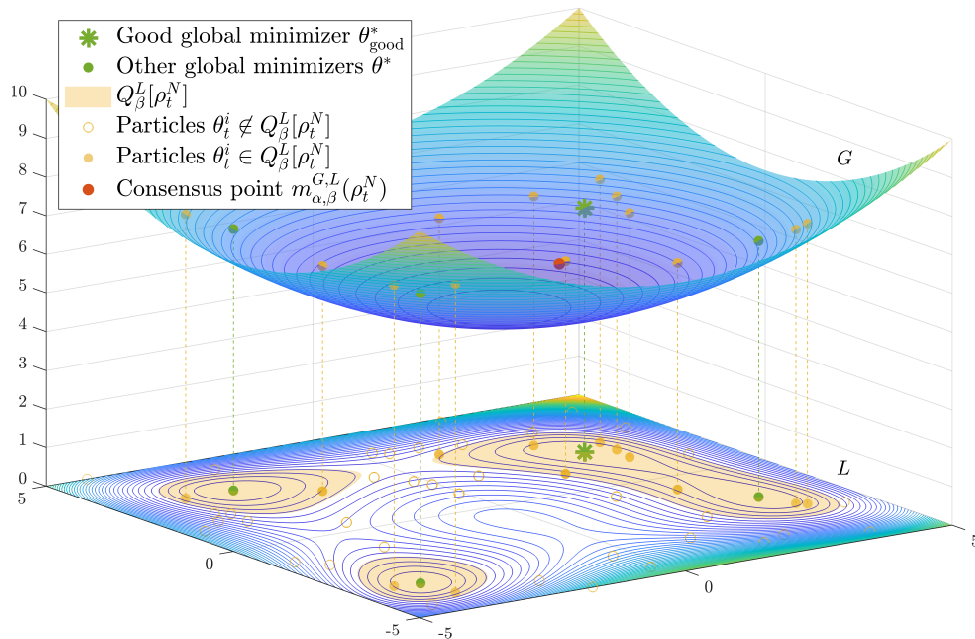 Good global minimizer θ*_good
Other global minimizers θ*
Q^L_β[ρ^N_t]
Particles θ^i_t ∉ Q^L_β[ρ^N_t]
Particles θ^i_t ∈ Q^L_β[ρ^N_t]
Consensus point m^{G,L}_{α,β}(ρ^N_t)
10
9
8
7
6
5
4
3
2
1
0
G
L
5
0
-5
-5
0
5